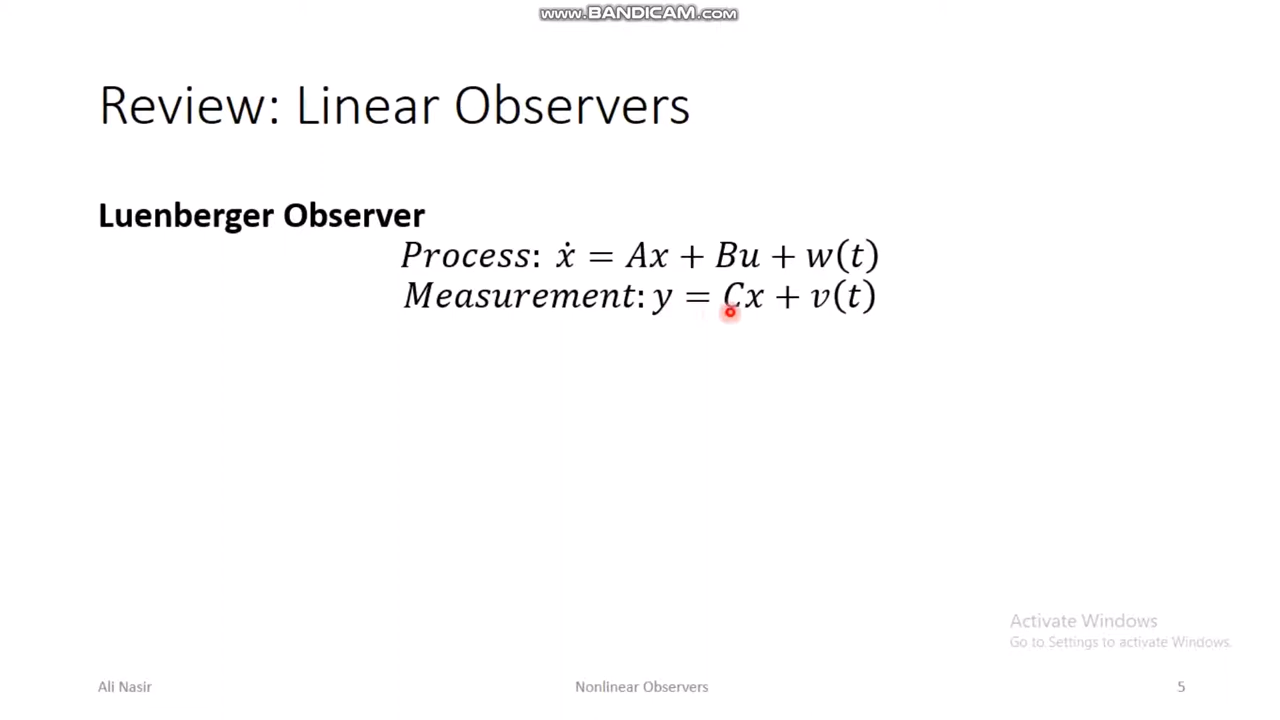 www.BANDICAM.com
Review: Linear Observers
Luenberger Observer
Process: ẋ = Ax + Bu + w(t)
Measurement: y = Cx + v(t)
Activate Windows
Go to Settings to activate Windows.
Ali Nasir
Nonlinear Observers
5